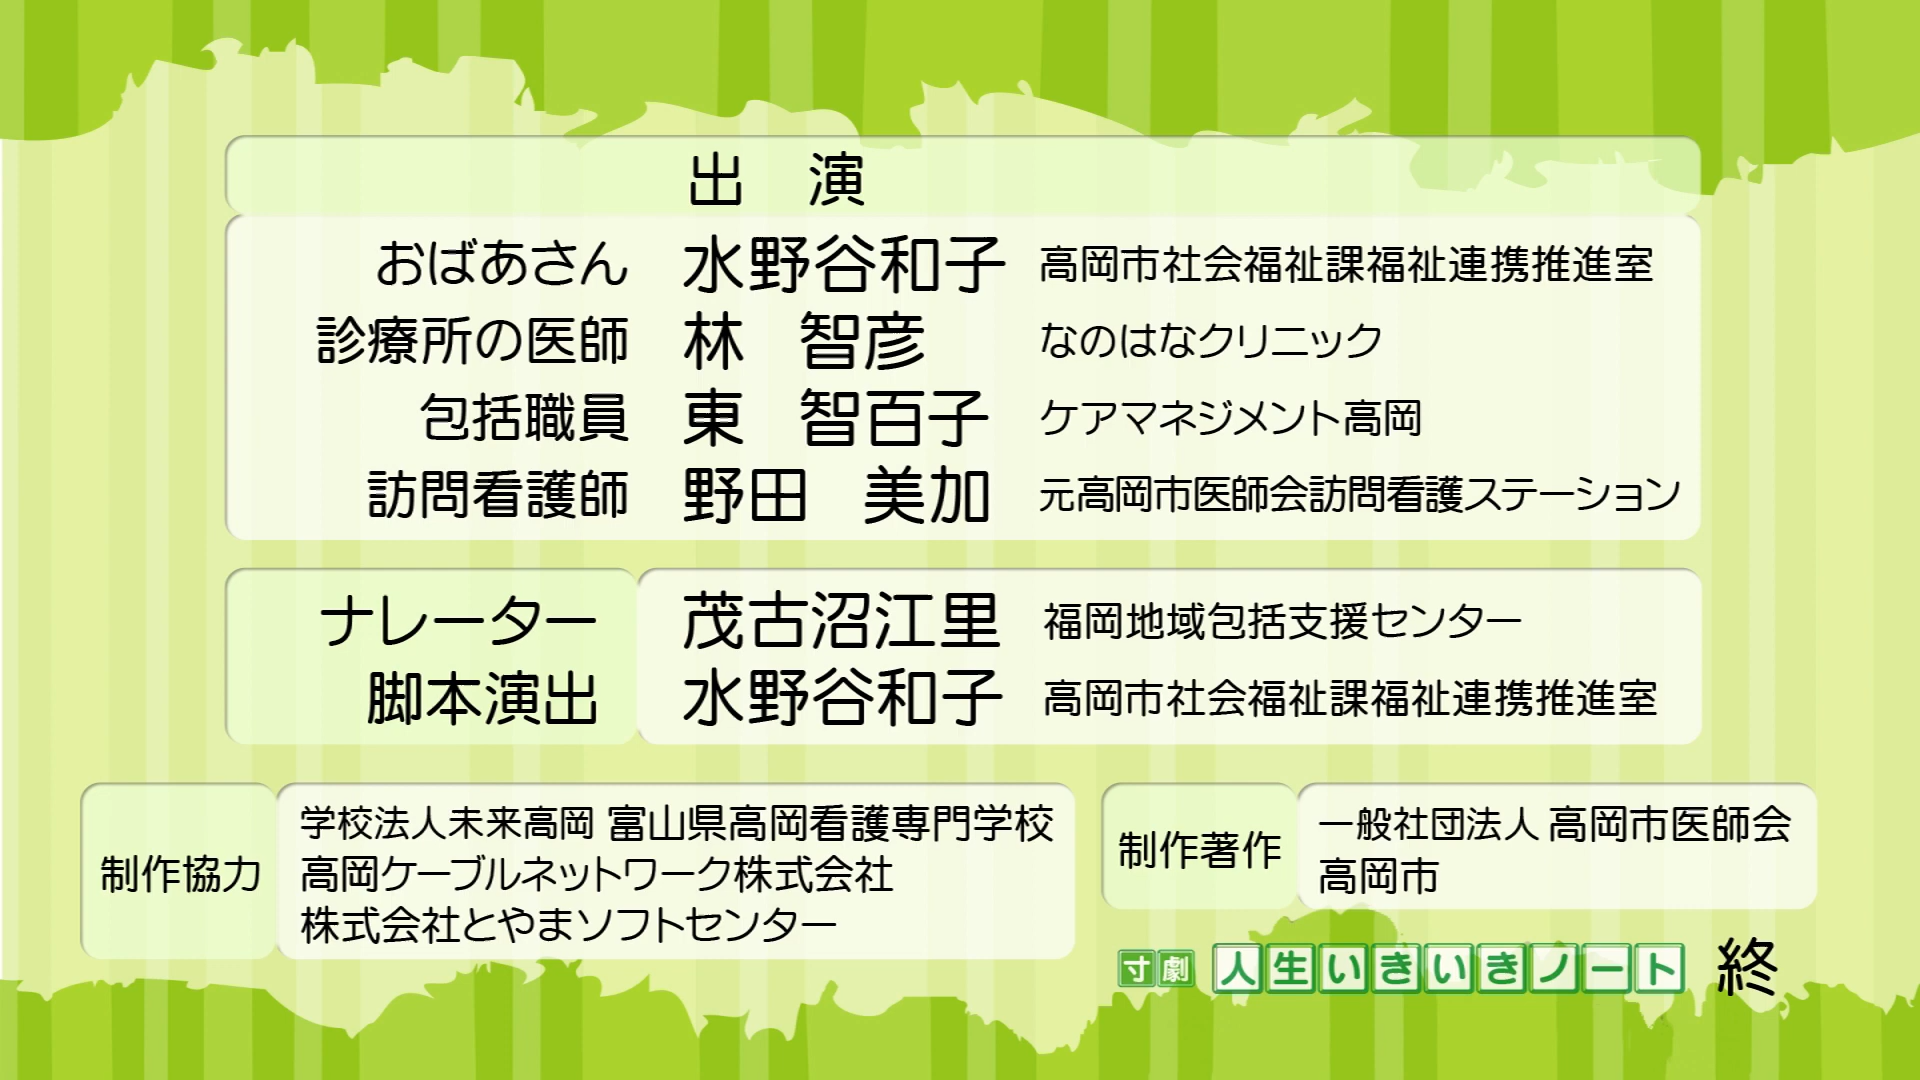 出　演
おばあさん　水野谷和子　高岡市社会福祉課福祉連携推進室
診療所の医師　林　智彦　なのはなクリニック
包括職員　東　智百子　ケアマネジメント高岡
訪問看護師　野田　美加　元高岡市医師会訪問看護ステーション
ナレーター　茂古沼江里　福岡地域包括支援センター
脚本演出　水野谷和子　高岡市社会福祉課福祉連携推進室
制作協力
学校法人未来高岡 富山県高岡看護専門学校
高岡ケーブルネットワーク株式会社
株式会社とやまソフトセンター
制作著作
一般社団法人 高岡市医師会
高岡市
寸劇 人生いきいきノート 終